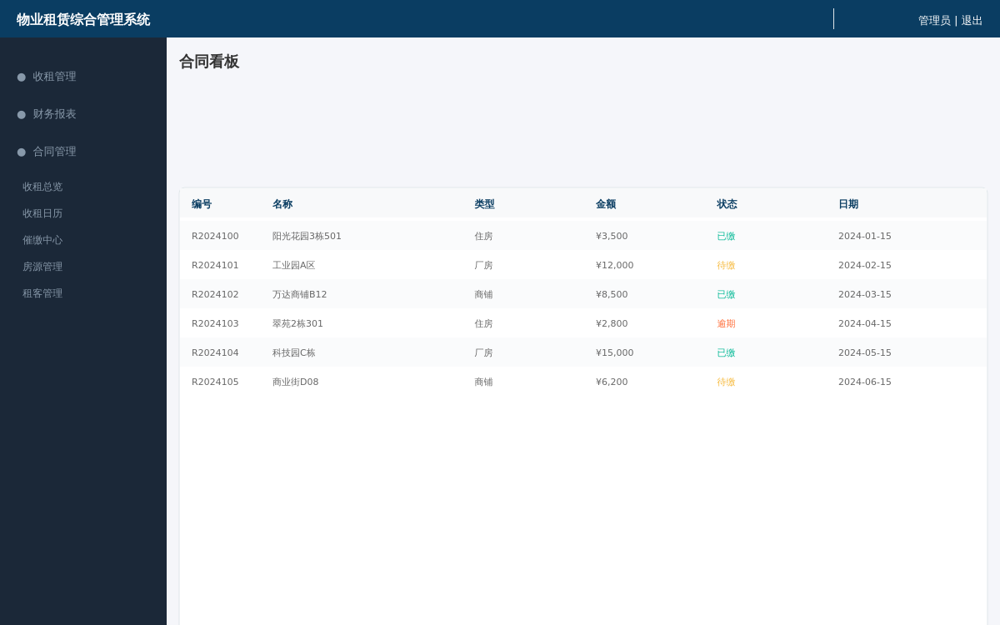 物业租赁综合管理系统
管理员 | 退出
收租管理
财务报表
合同管理
收租总览
收租日历
催缴中心
房源管理
租客管理
合同看板
编号 名称 类型 金额 状态 日期
R2024100 阳光花园3栋501 住房 ¥3,500 已缴 2024-01-15
R2024101 工业园A区 厂房 ¥12,000 待缴 2024-02-15
R2024102 万达商铺B12 商铺 ¥8,500 已缴 2024-03-15
R2024103 翠苑2栋301 住房 ¥2,800 逾期 2024-04-15
R2024104 科技园C栋 厂房 ¥15,000 已缴 2024-05-15
R2024105 商业街D08 商铺 ¥6,200 待缴 2024-06-15